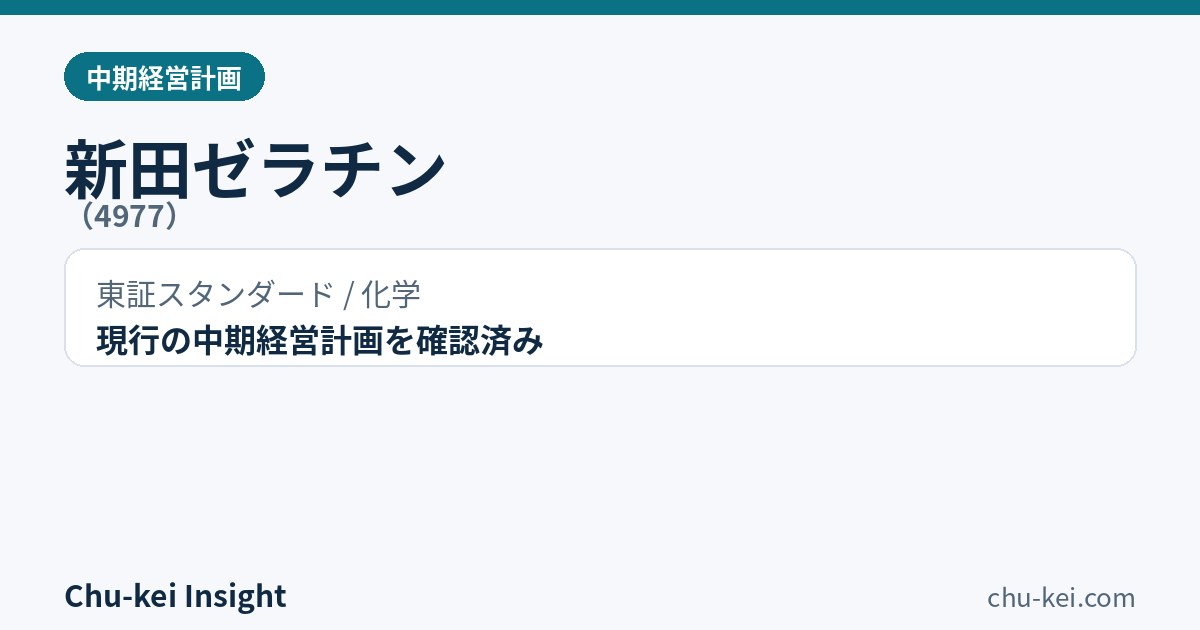 中期経営計画
新田ゼラチン
（4977）
東証スタンダード / 化学
現行の中期経営計画を確認済み
Chu-kei Insight
chu-kei.com